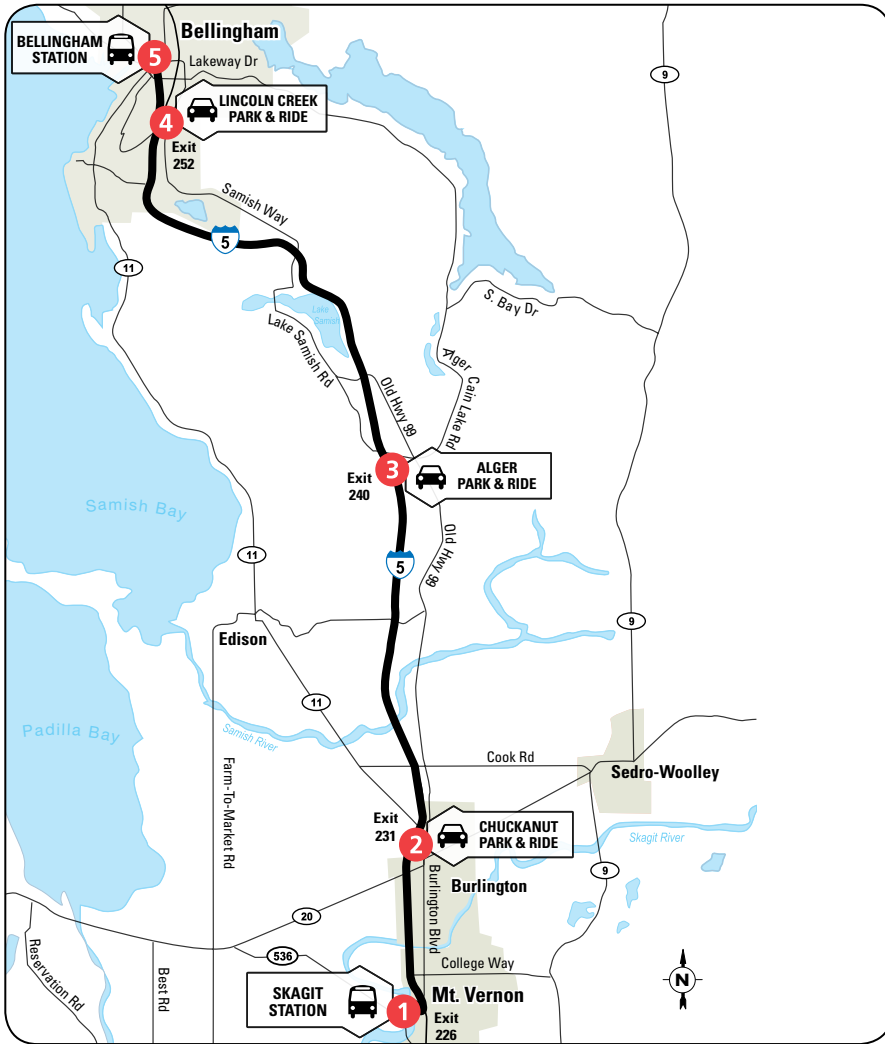 Bellingham
BELLINGHAM
STATION
5
Lakeway Dr
9
LINCOLN CREEK
PARK & RIDE
4
Exit
252
Samish Way
5
11
Lake
Samish
S. Bay Dr
Lake Samish Rd
Alger
Cain Lake Rd
Old Hwy 99
3
ALGER
PARK & RIDE
Exit
240
Samish Bay
Old Hwy 99
11
5
9
Edison
11
Samish River
Padilla Bay
Cook Rd
Sedro-Woolley
Farm-To-Market Rd
Exit
231
2
CHUCKANUT
PARK & RIDE
Skagit River
Burlington Blvd
Burlington
9
20
536
College Way
Reservation Rd
Best Rd
N
SKAGIT
STATION
1
Mt. Vernon
Exit
226